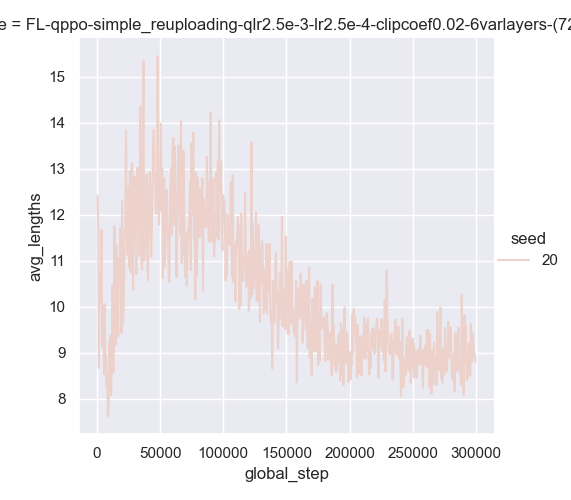 e = FL-qppo-simple_reuploading-qlr2.5e-3-lr2.5e-4-clipcoef0.02-6varlayers-(72
15
14
13
12
11
10
9
8
avg_lengths
0 50000 100000 150000 200000 250000 300000
global_step
seed
20